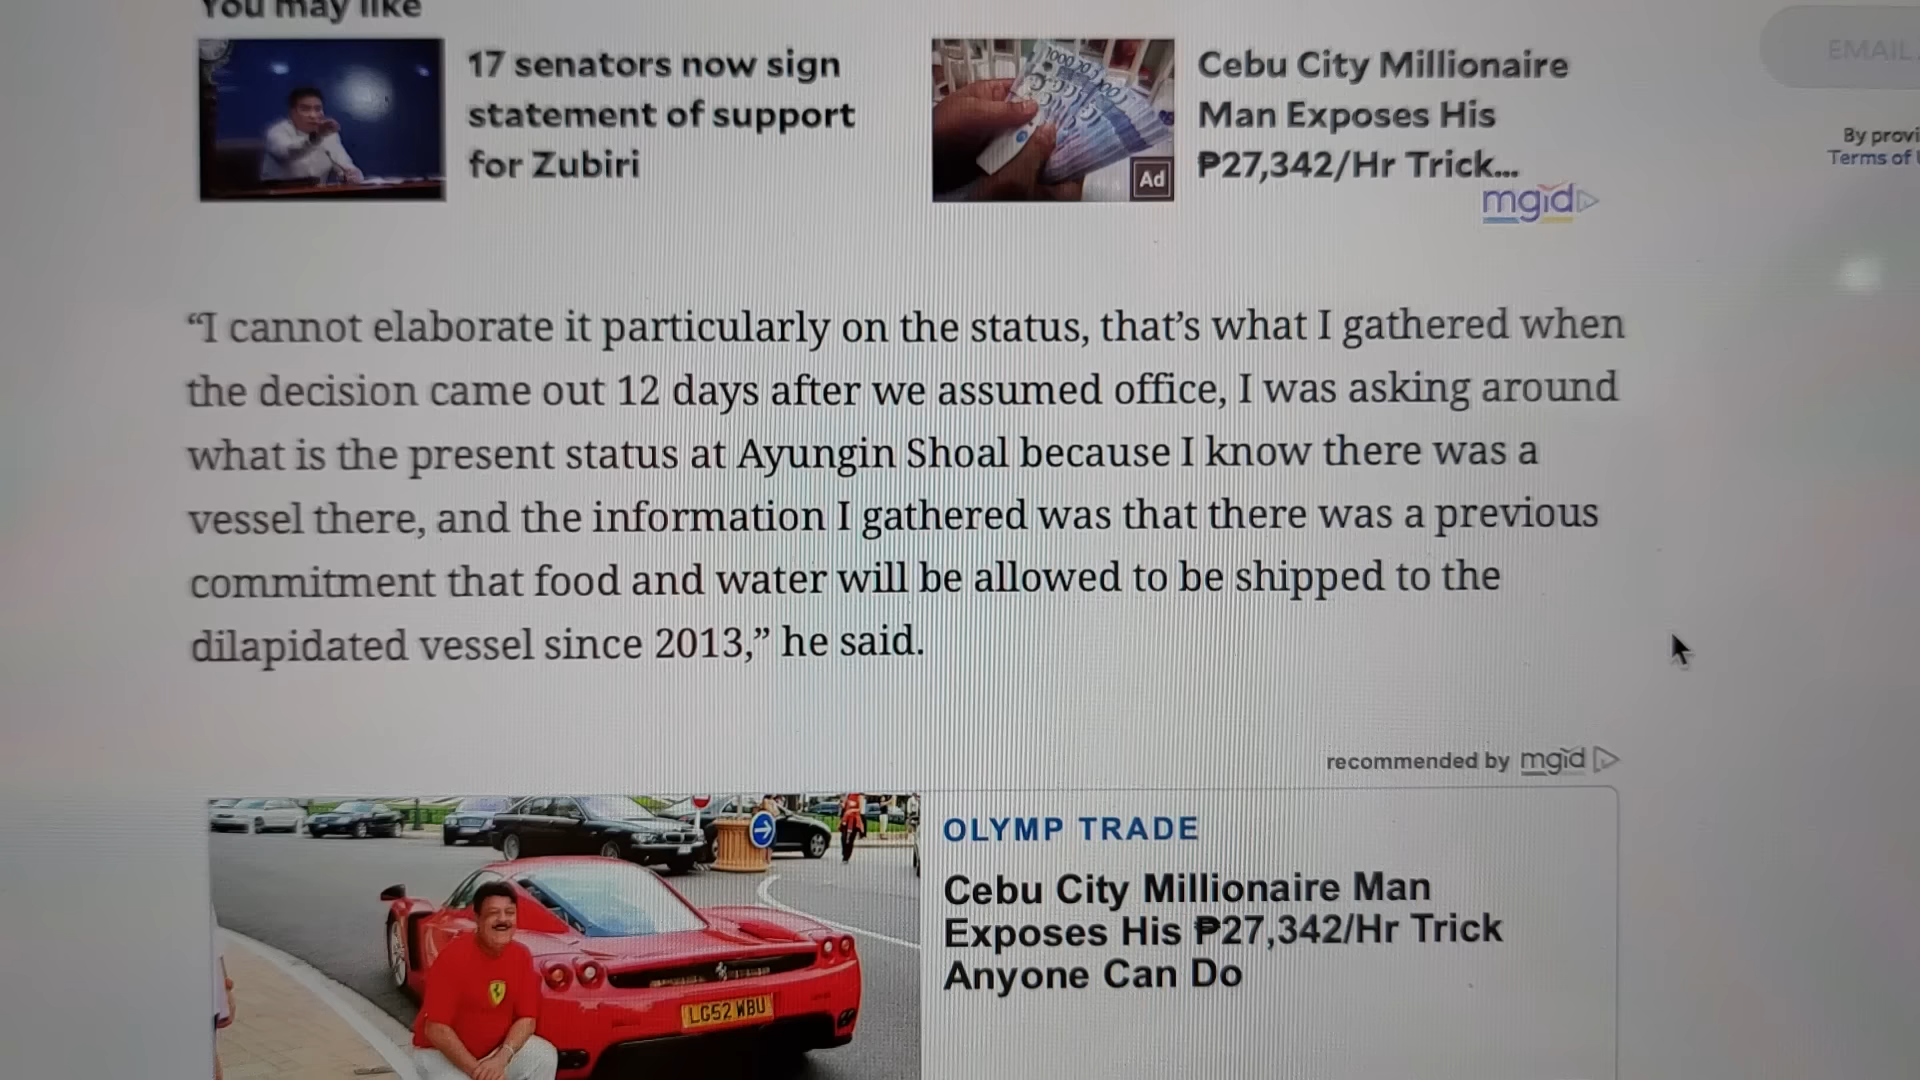 You may like
17 senators now sign
statement of support
for Zubiri
Ad
Cebu City Millionaire
Man Exposes His
₱27,342/Hr Trick...
mgid
EMAIL
By provi
Terms of
“I cannot elaborate it particularly on the status, that’s what I gathered when
the decision came out 12 days after we assumed office, I was asking around
what is the present status at Ayungin Shoal because I know there was a
vessel there, and the information I gathered was that there was a previous
commitment that food and water will be allowed to be shipped to the
dilapidated vessel since 2013,” he said.
recommended by mgid
OLYMP TRADE
Cebu City Millionaire Man
Exposes His ₱27,342/Hr Trick
Anyone Can Do
LG52 WBU